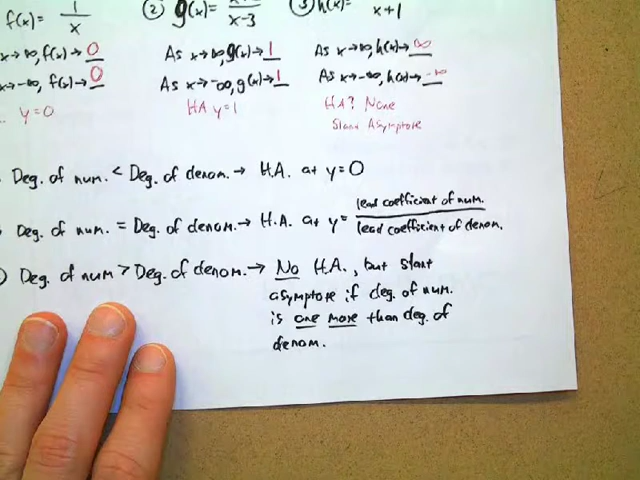 f(x)= 1/x
② g(x)= /x-3
③ h(x)= x+1
x→∞, f(x)→ 0
x→-∞, f(x)→ 0
y=0
As x→∞, g(x)→ 1
As x→-∞, g(x)→ 1
HA y=1
As x→∞, h(x)→ ∞
As x→-∞, h(x)→ -∞
HA? None
Slant Asymptote
Deg. of num. < Deg. of denom. → H.A. at y=0
Deg. of num. = Deg. of denom. → H.A. at y= lead coefficient of num. / lead coefficient of denom.
Deg. of num > Deg. of denom. → No H.A., but slant
asymptote if deg. of num.
is one more than deg. of
denom.